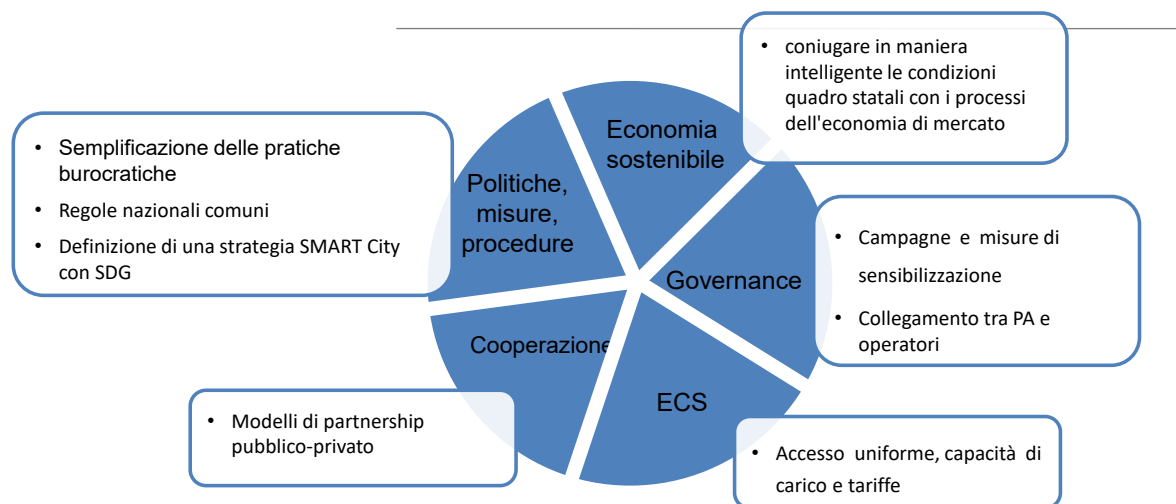 • coniugare in maniera
intelligente le condizioni
quadro statali con i processi
dell'economia di mercato
Economia
sostenibile
• Semplificazione delle pratiche
burocratiche
• Regole nazionali comuni
• Definizione di una strategia SMART City
con SDG
Politiche,
misure,
procedure
Governance
• Campagne e misure di
sensibilizzazione
• Collegamento tra PA e
operatori
Cooperazione
ECS
• Modelli di partnership
pubblico-privato
• Accesso uniforme, capacità di
carico e tariffe